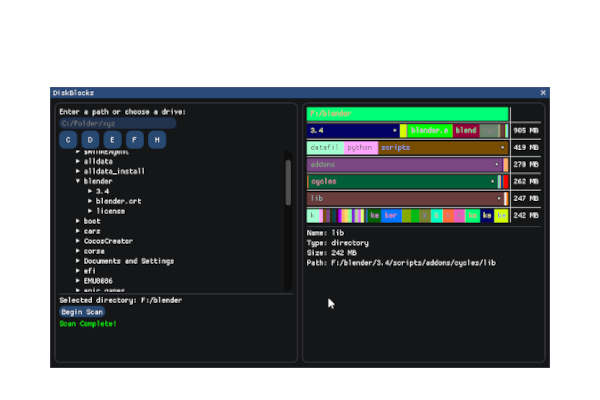 DiskBlocks
Enter a path or choose a drive:
C:/Folder/xyz
C D E F H
alldata
alldata_install
blender
3.4
blender.crt
license
boot
cars
CocosCreator
corsa
Documents and Settings
efi
EMU8086
epic games
Selected directory: F:/blender
Begin Scan
Scan Complete!
F:/blender
3.4 blender.e blend 905 MB
datafil python scripts 419 MB
addons 278 MB
cycles 262 MB
lib 247 MB
k ke ker 242 MB
Name: lib
Type: directory
Size: 242 MB
Path: F:/blender/3.4/scripts/addons/cycles/lib